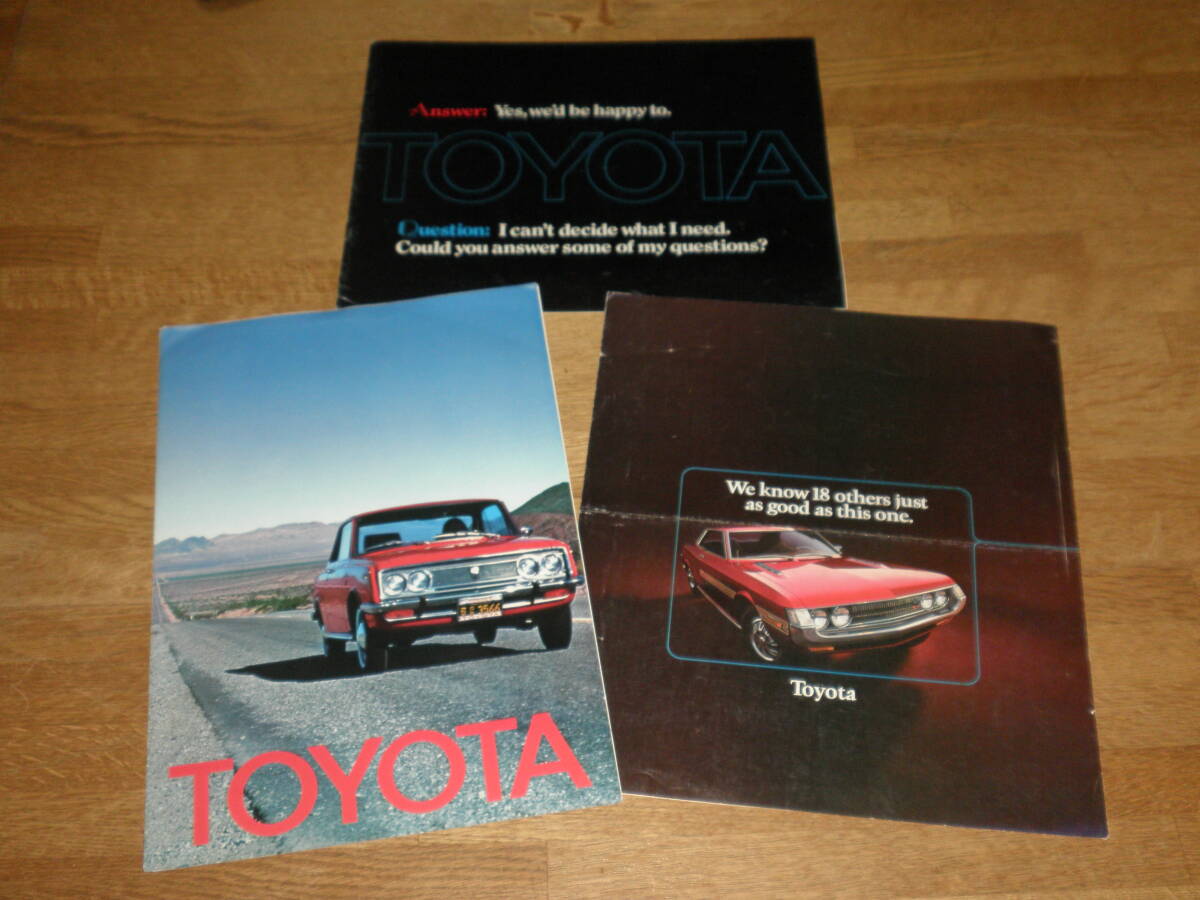 Answer: Yes, we'd be happy to.
TOYOTA
Question: I can't decide what I need.
Could you answer some of my questions?
TOYOTA
We know 18 others just
as good as this one.
Toyota